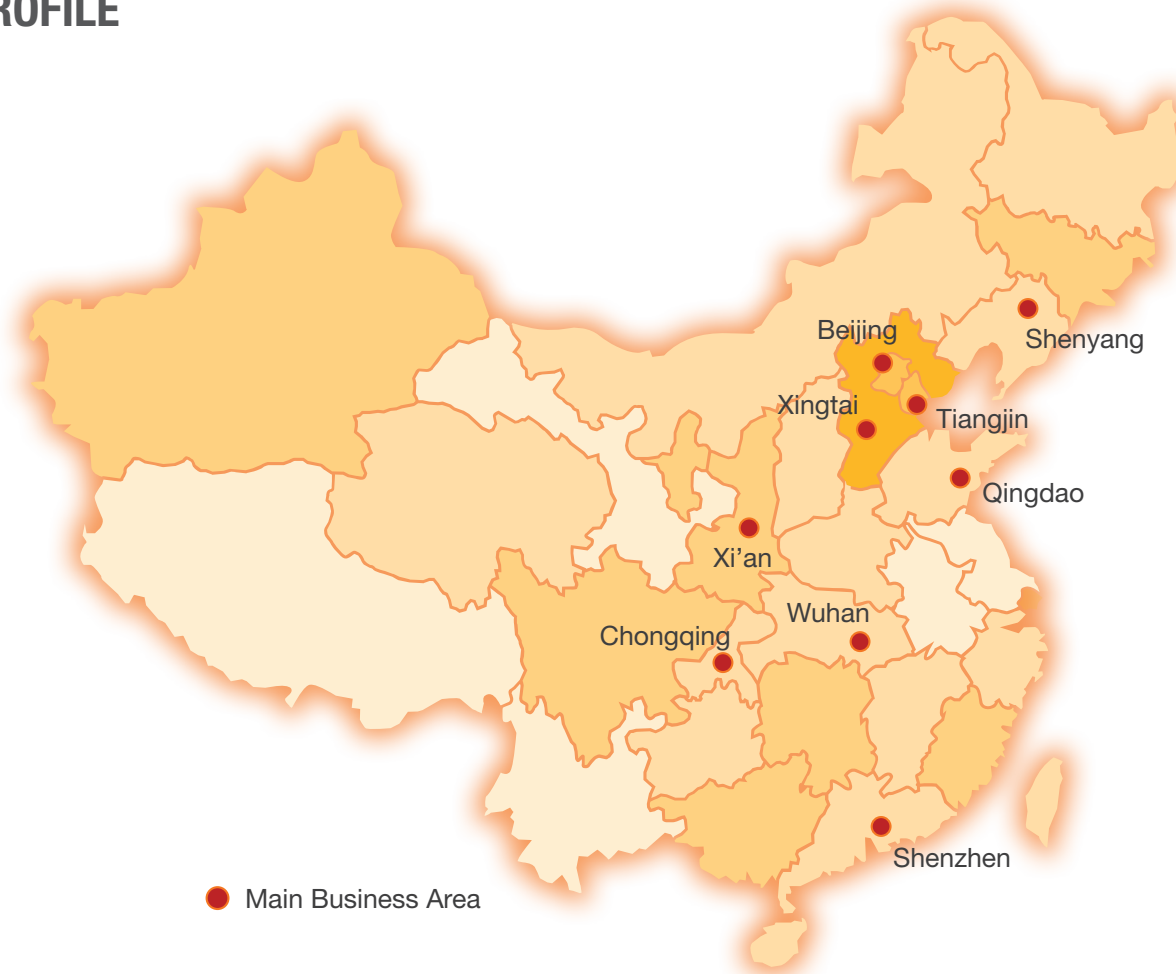 ROFILE
Beijing
Shenyang
Xingtai
Tiangjin
Qingdao
Xi’an
Wuhan
Chongqing
Shenzhen
Main Business Area